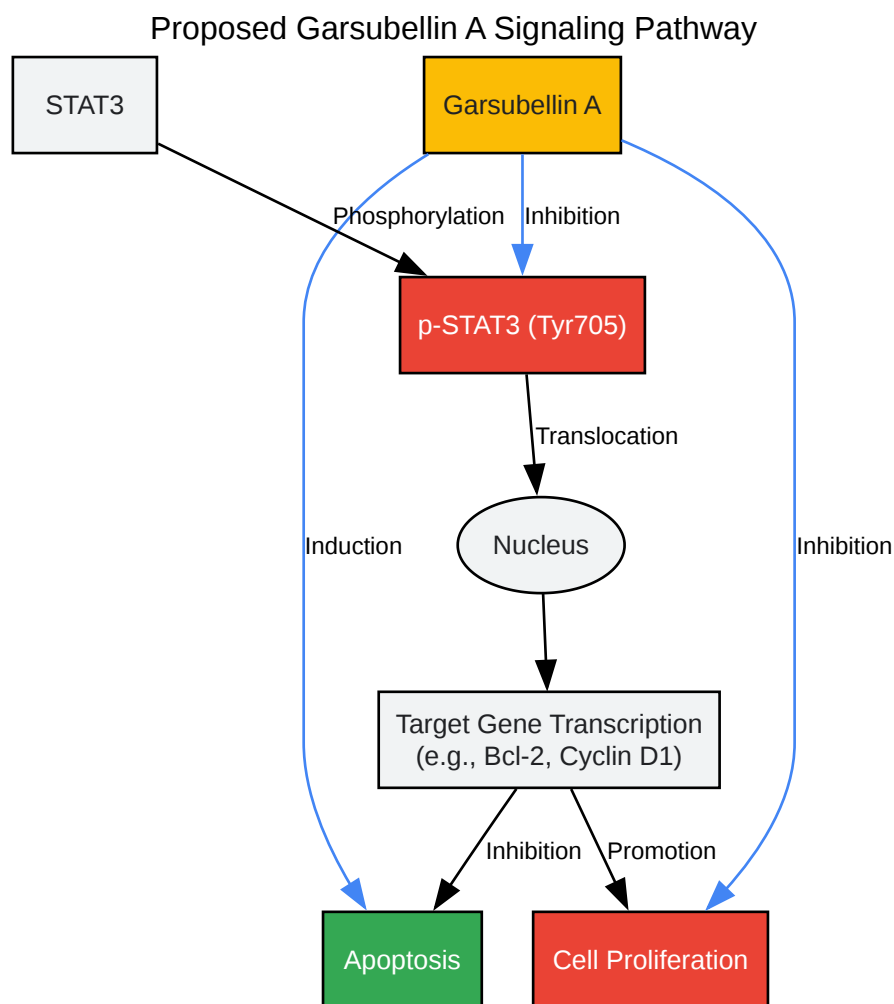 Proposed Garsubellin A Signaling Pathway
STAT3
Garsubellin A
Phosphorylation
Inhibition
p-STAT3 (Tyr705)
Translocation
Nucleus
Induction
Inhibition
Target Gene Transcription
(e.g., Bcl-2, Cyclin D1)
Inhibition
Promotion
Apoptosis
Cell Proliferation